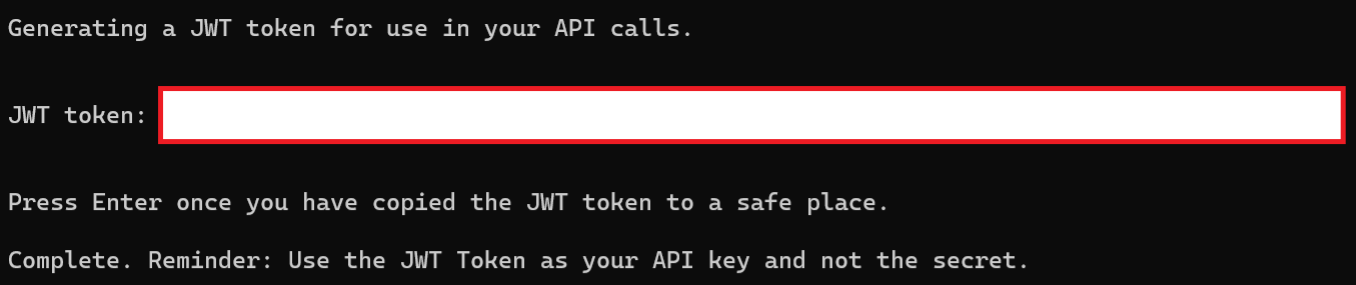 Generating a JWT token for use in your API calls.
JWT token:
Press Enter once you have copied the JWT token to a safe place.
Complete. Reminder: Use the JWT Token as your API key and not the secret.